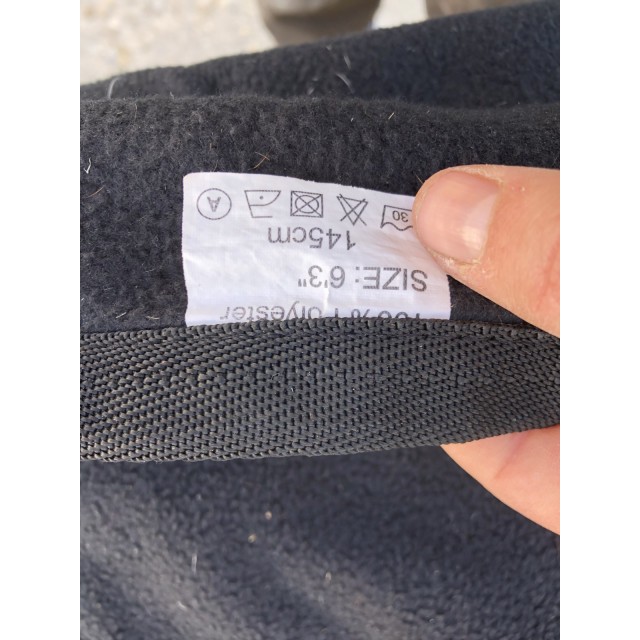 100% Polyester
SIZE: 6'3"
145cm
30 A